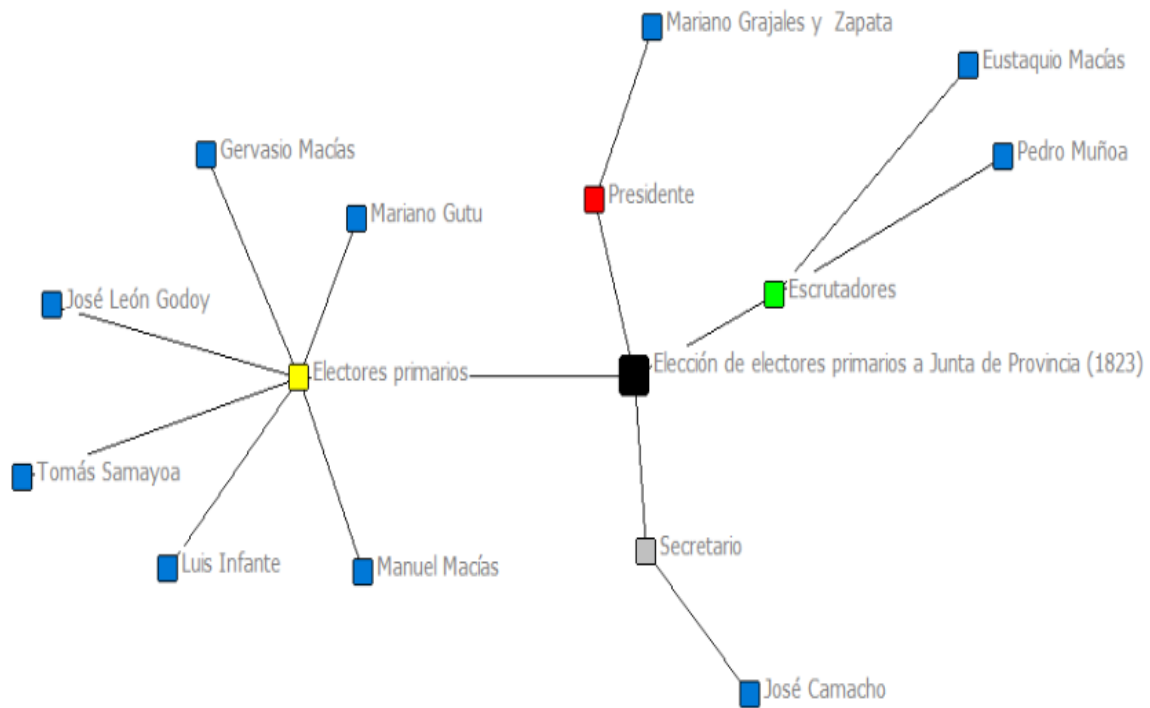 Mariano Grajales y Zapata
Eustaquio Macías
Gervasio Macías
Pedro Muñoa
Presidente
Mariano Gutu
Escrutadores
José León Godoy
Electores primarios
Elección de electores primarios a Junta de Provincia (1823)
Tomás Samayoa
Secretario
Luis Infante
Manuel Macías
José Camacho